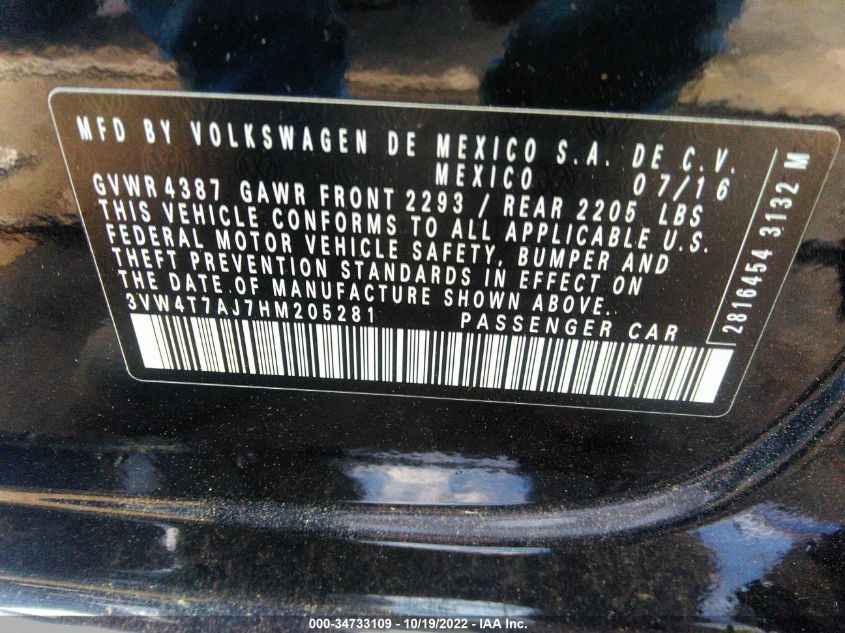 MFD BY VOLKSWAGEN DE MEXICO S.A. DE C.V.
MEXICO 07/16
GVWR 4387 GAWR FRONT 2293 / REAR 2205 LBS
THIS VEHICLE CONFORMS TO ALL APPLICABLE U.S.
FEDERAL MOTOR VEHICLE SAFETY, BUMPER AND
THEFT PREVENTION STANDARDS IN EFFECT ON
THE DATE OF MANUFACTURE SHOWN ABOVE.
3VW4T7AJ7HM205281 PASSENGER CAR
2816454 3132 M
000-34733109 - 10/19/2022 - IAA Inc.